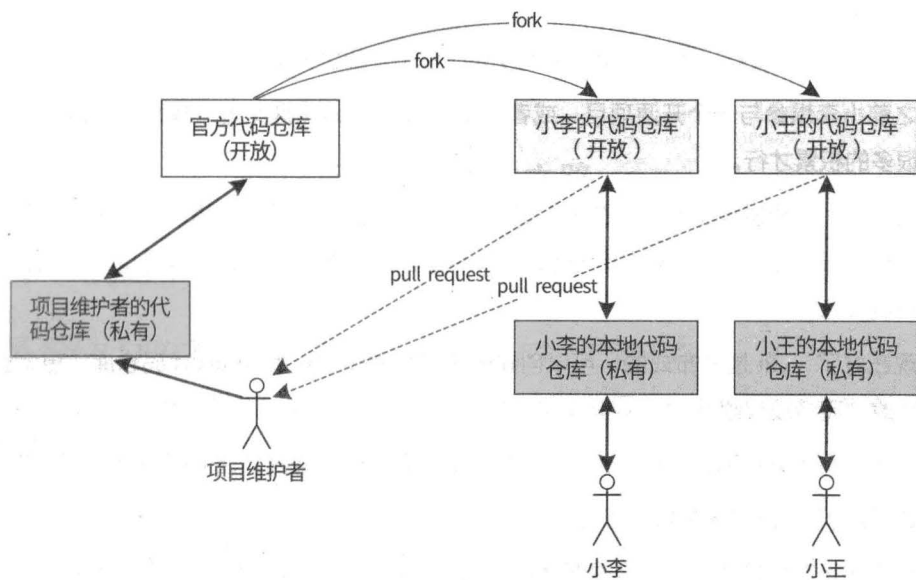 fork
fork
官方代码仓库
（开放）
小李的代码仓库
（ 开放 ）
小王的代码仓库
（ 开放 ）
pull request
pull request
项目维护者的代
码仓库（私有）
小李的本地代码
仓库（私有）
小王的本地代码
仓库（私有）
项目维护者
小李
小王